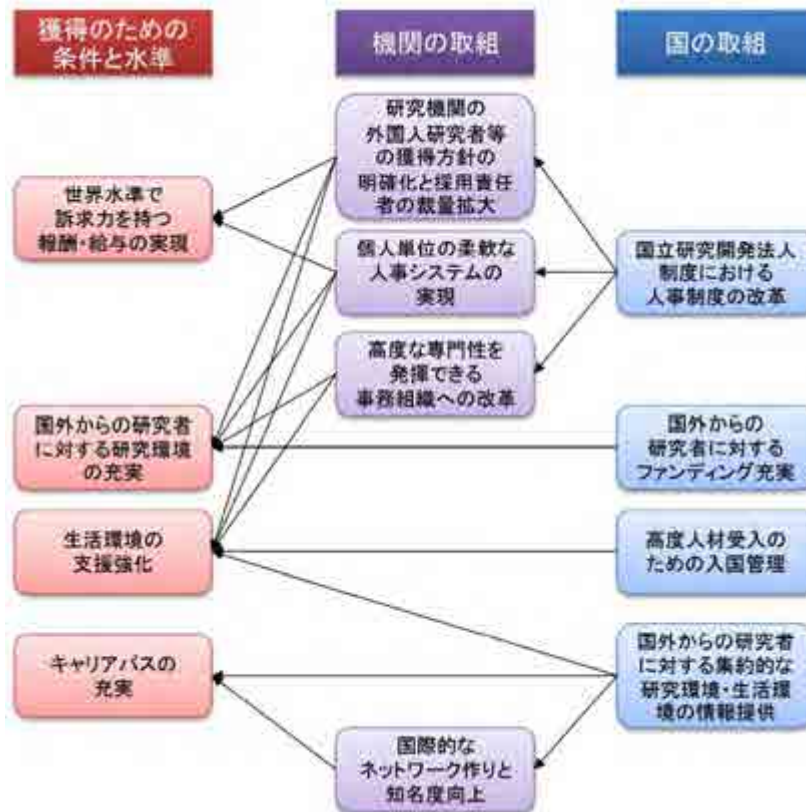 獲得のための
条件と水準
機関の取組
国の取組
研究機関の
外国人研究者等
の獲得方針の
明確化と採用責任
者の裁量拡大
世界水準で
訴求力を持つ
報酬・給与の実現
個人単位の柔軟な
人事システムの
実現
国立研究開発法人
制度における
人事制度の改革
高度な専門性を
発揮できる
事務組織への改革
国外からの研究者
に対する研究環境
の充実
国外からの
研究者に対する
ファンディング充実
生活環境の
支援強化
高度人材受入の
ための入国管理
キャリアパスの
充実
国外からの研究者
に対する集約的な
研究環境・生活環
境の情報提供
国際的な
ネットワーク作りと
知名度向上